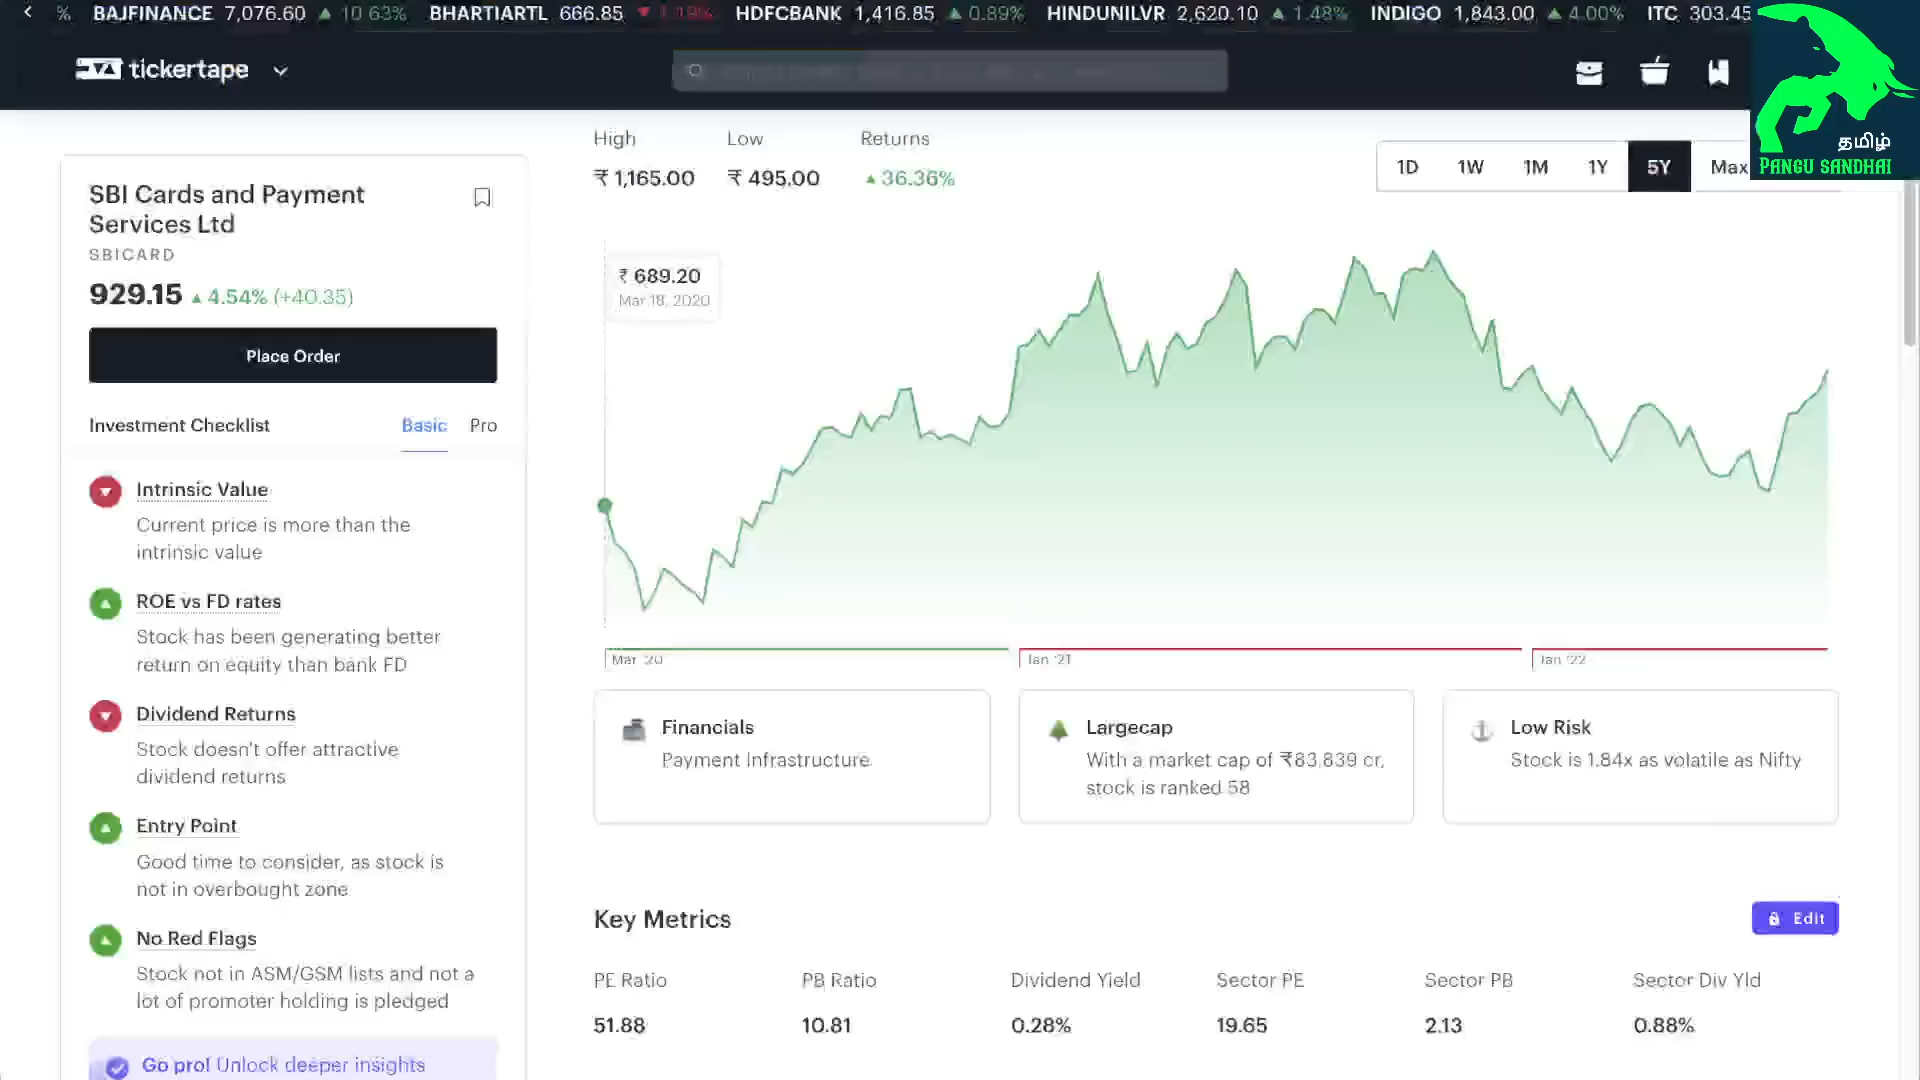 % BAJFINANCE 7,076.60 ▲ 10.63% BHARTIARTL 666.85 ▼ 1.19% HDFCBANK 1,416.85 ▲ 0.89% HINDUNILVR 2,620.10 ▲ 1.48% INDIGO 1,843.00 ▲ 4.00% ITC 303.45
tickertape
தமிழ்
PANGU SANDHAI
High Low Returns
₹ 1,165.00 ₹ 495.00 ▲ 36.36%
1D 1W 1M 1Y 5Y Max
SBI Cards and Payment
Services Ltd
SBICARD
929.15 ▲ 4.54% (+40.35)
Place Order
Investment Checklist Basic Pro
Intrinsic Value
Current price is more than the
intrinsic value
ROE vs FD rates
Stock has been generating better
return on equity than bank FD
Dividend Returns
Stock doesn't offer attractive
dividend returns
Entry Point
Good time to consider, as stock is
not in overbought zone
No Red Flags
Stock not in ASM/GSM lists and not a
lot of promoter holding is pledged
Go pro! Unlock deeper insights
₹ 689.20
Mar 18, 2020
Mar '20 Jan '21 Jan '22
Financials
Payment Infrastructure
Largecap
With a market cap of ₹83,839 cr,
stock is ranked 58
Low Risk
Stock is 1.84x as volatile as Nifty
Key Metrics Edit
PE Ratio PB Ratio Dividend Yield Sector PE Sector PB Sector Div Yld
51.88 10.81 0.28% 19.65 2.13 0.88%